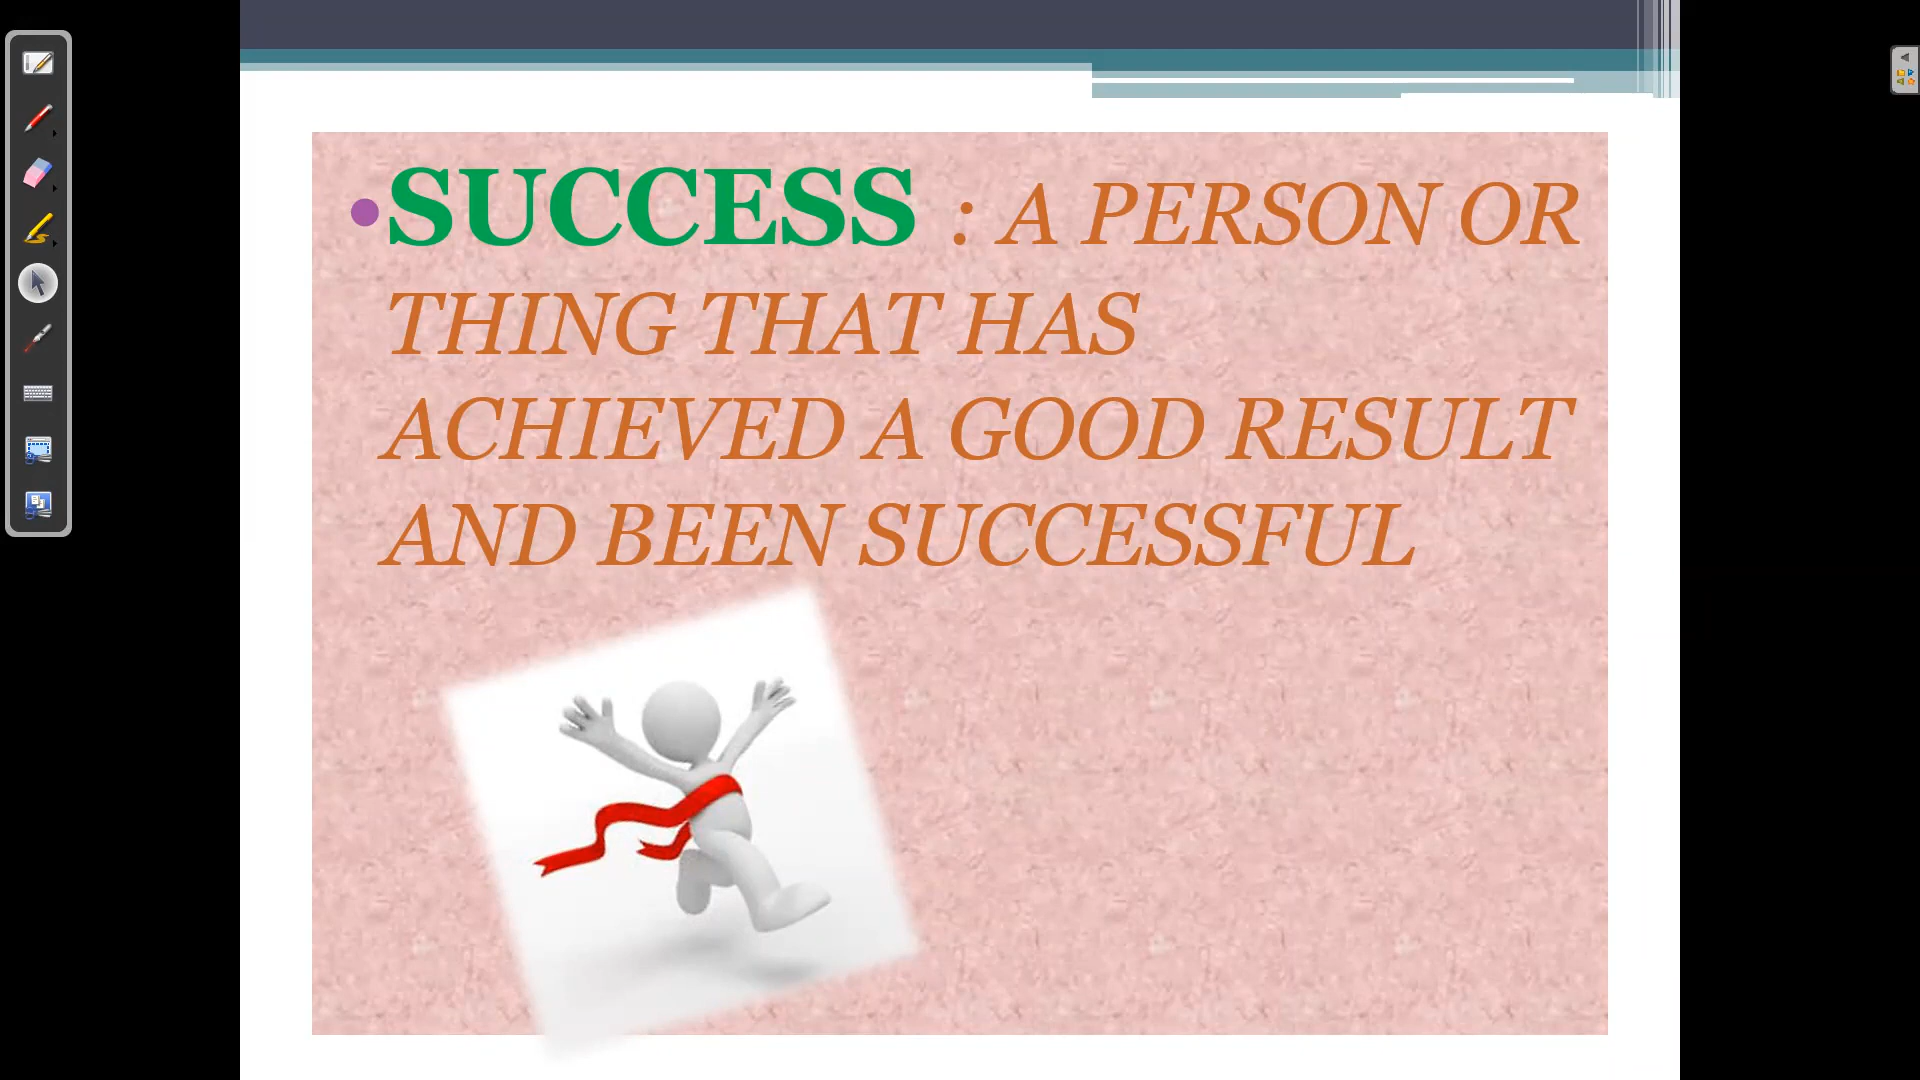 •SUCCESS : A PERSON OR
THING THAT HAS
ACHIEVED A GOOD RESULT
AND BEEN SUCCESSFUL